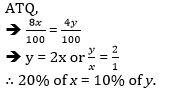 ATQ,
➔ 8x/100 = 4y/100
➔ y = 2x or y/x = 2/1
∴ 20% of x = 10% of y.